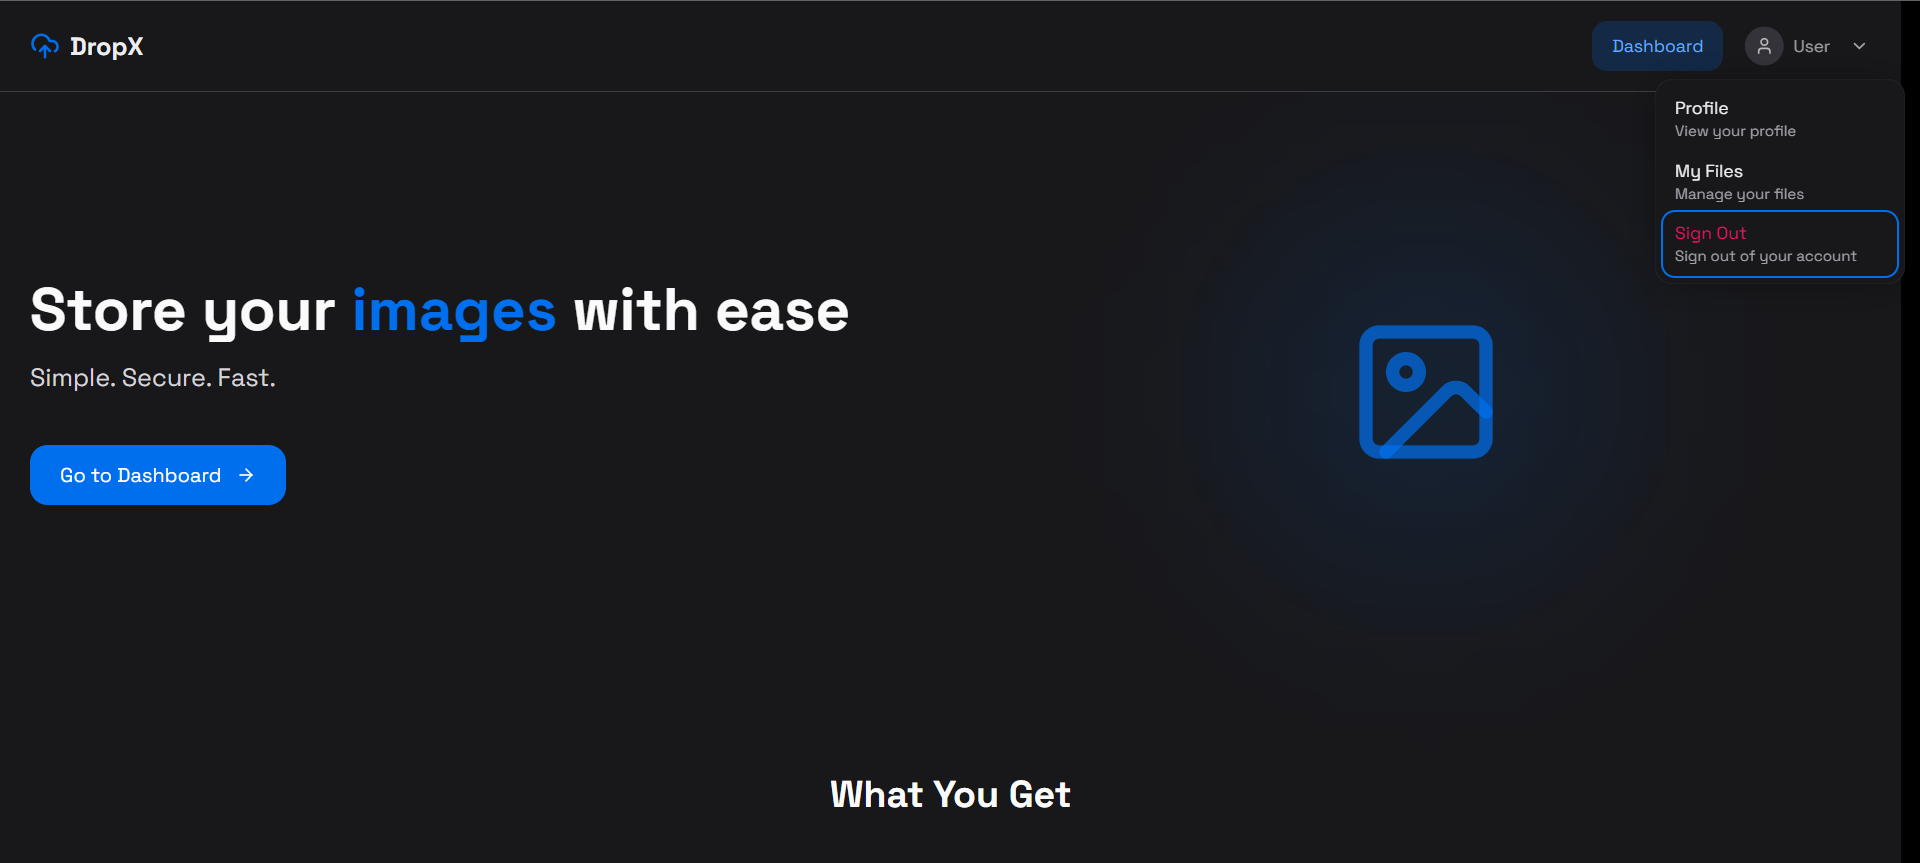 DropX
Dashboard
User
Profile
View your profile
My Files
Manage your files
Sign Out
Sign out of your account
Store your images with ease
Simple. Secure. Fast.
Go to Dashboard
What You Get